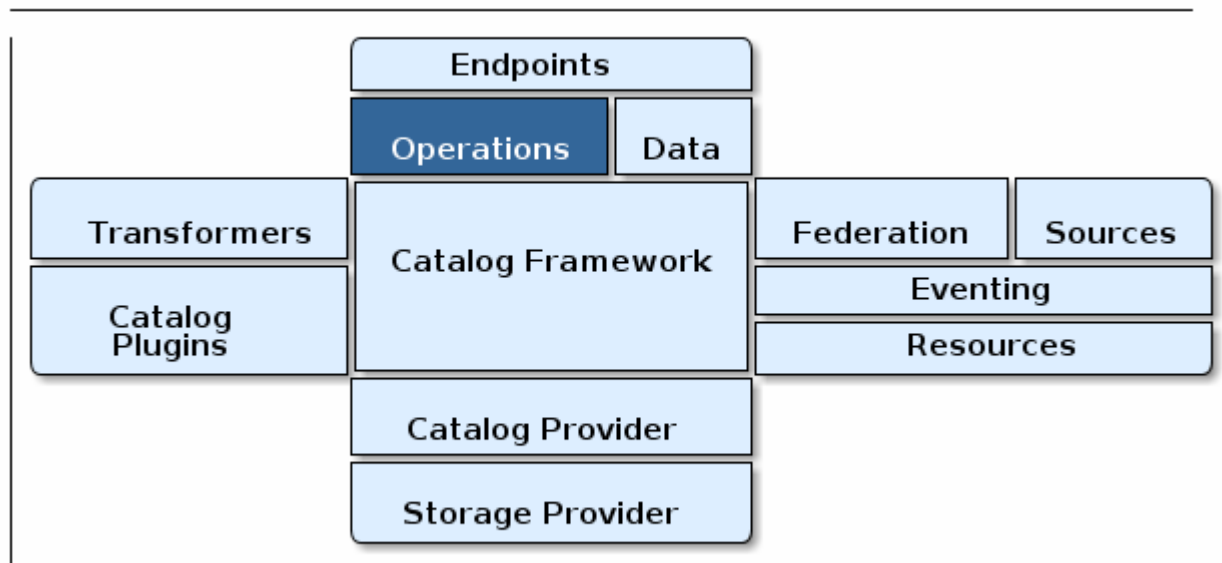 Endpoints
Operations
Data
Transformers
Catalog Framework
Federation
Sources
Catalog
Plugins
Eventing
Resources
Catalog Provider
Storage Provider